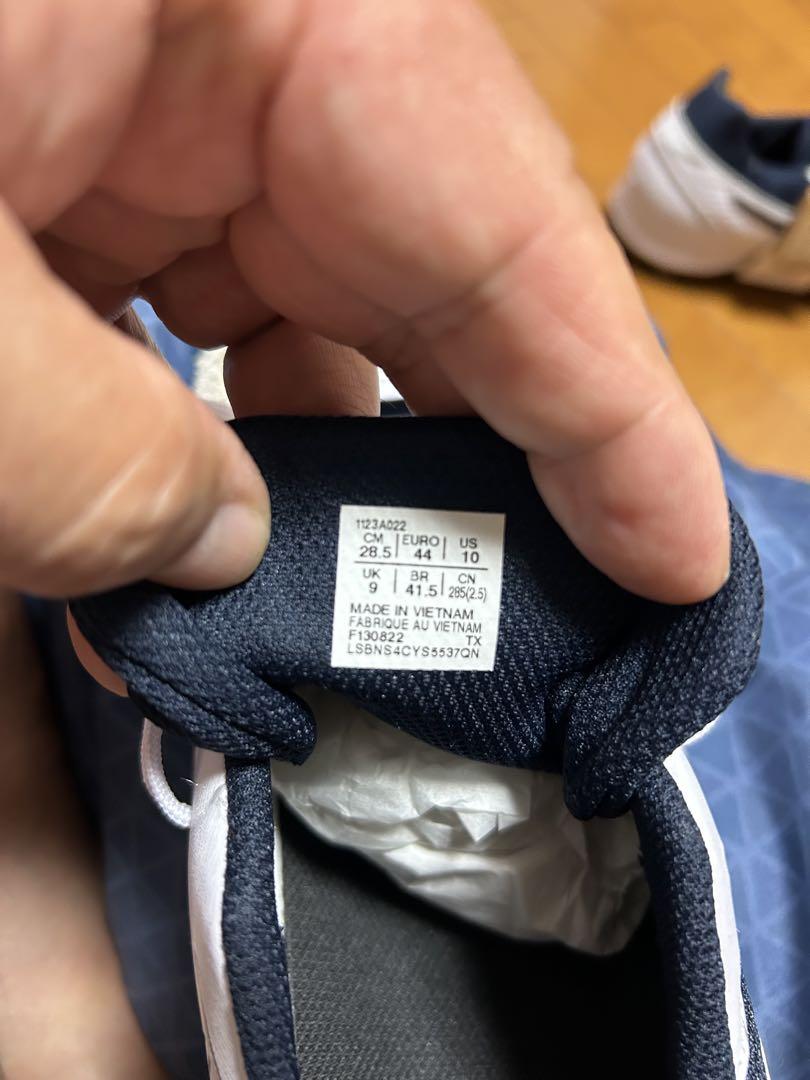 1123A022
CM EURO US
28.5 44 10
UK BR CN
9 41.5 285(2.5)
MADE IN VIETNAM
FABRIQUE AU VIETNAM
F130822 TX
LSBNS4CYS5537QN